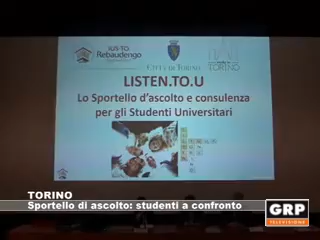 IUS-TO
Rebaudengo
CITTÀ DI TORINO
TORINO
LISTEN.TO.U
Lo Sportello d'ascolto e consulenza
per gli Studenti Universitari
TORINO
Sportello di ascolto: studenti a confronto
GRP
TELEVISIONE